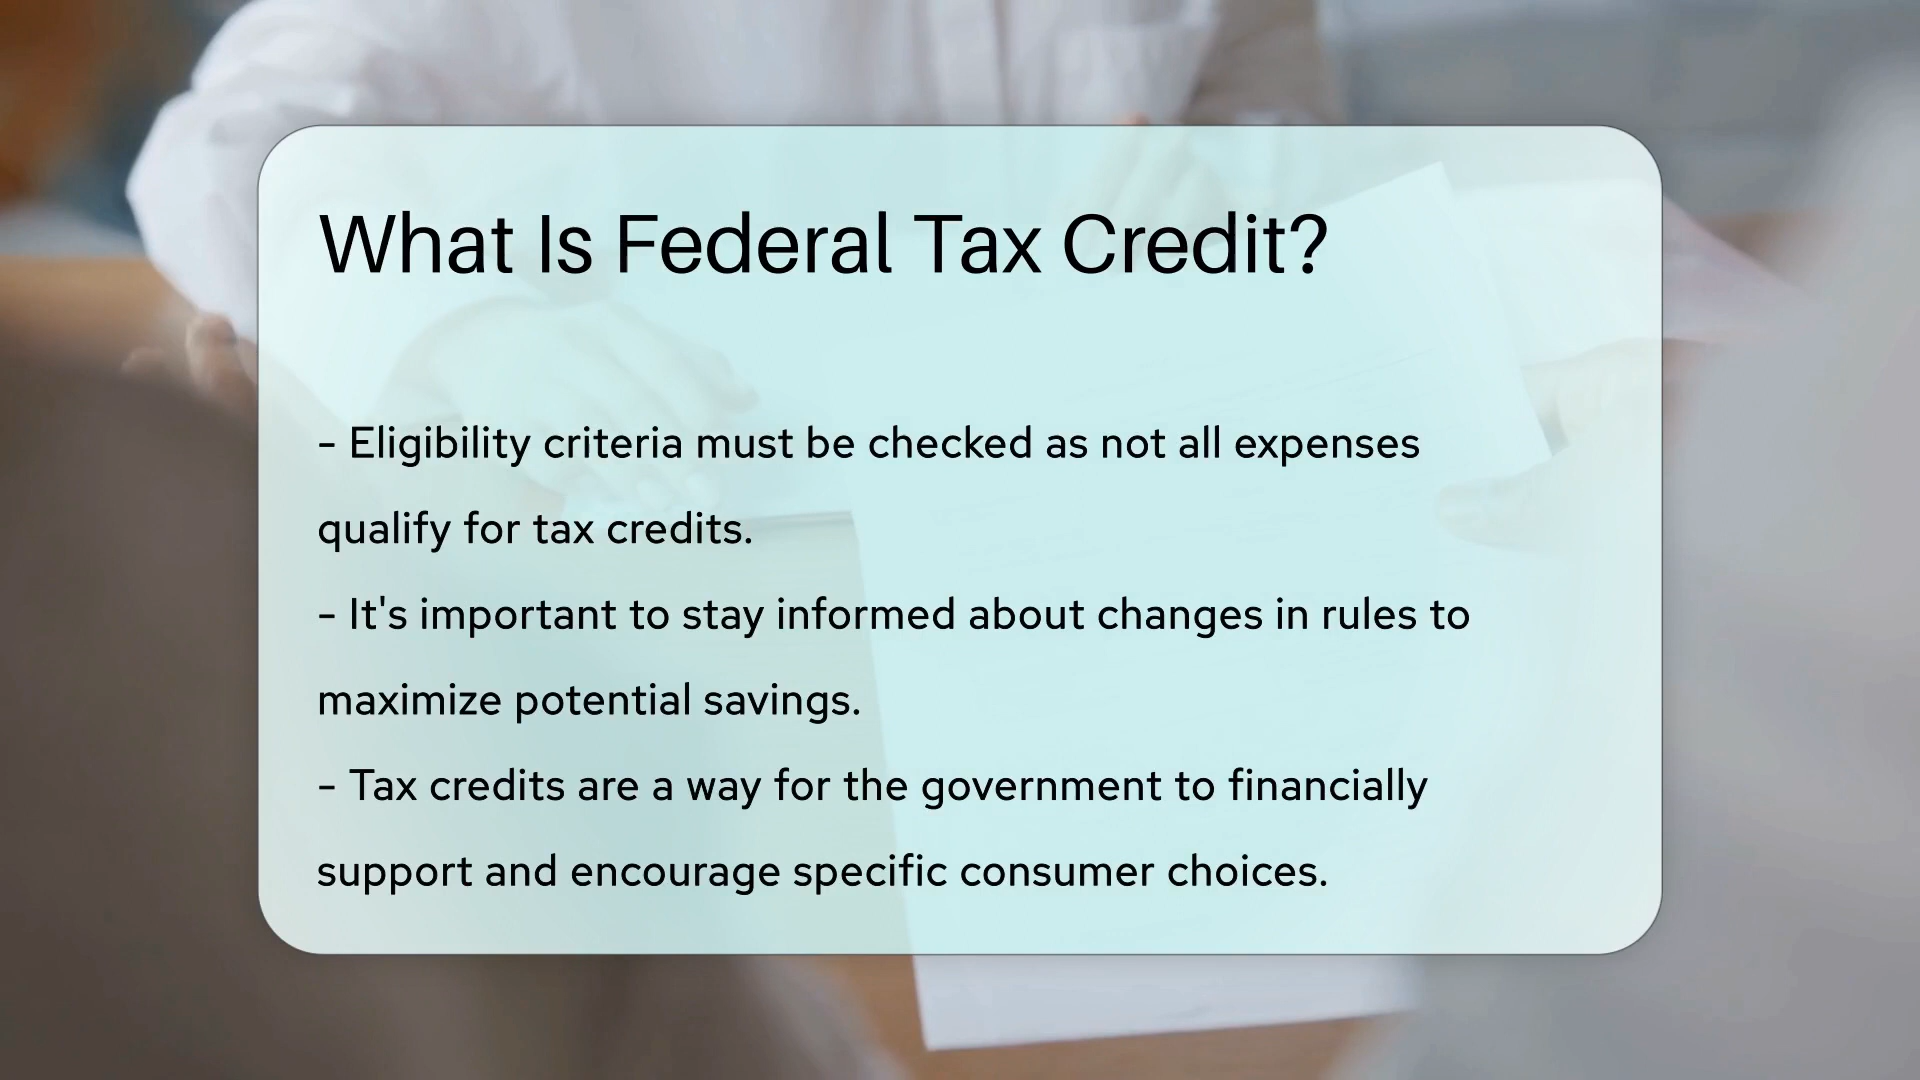 What Is Federal Tax Credit?
- Eligibility criteria must be checked as not all expenses
qualify for tax credits.
- It's important to stay informed about changes in rules to
maximize potential savings.
- Tax credits are a way for the government to financially
support and encourage specific consumer choices.